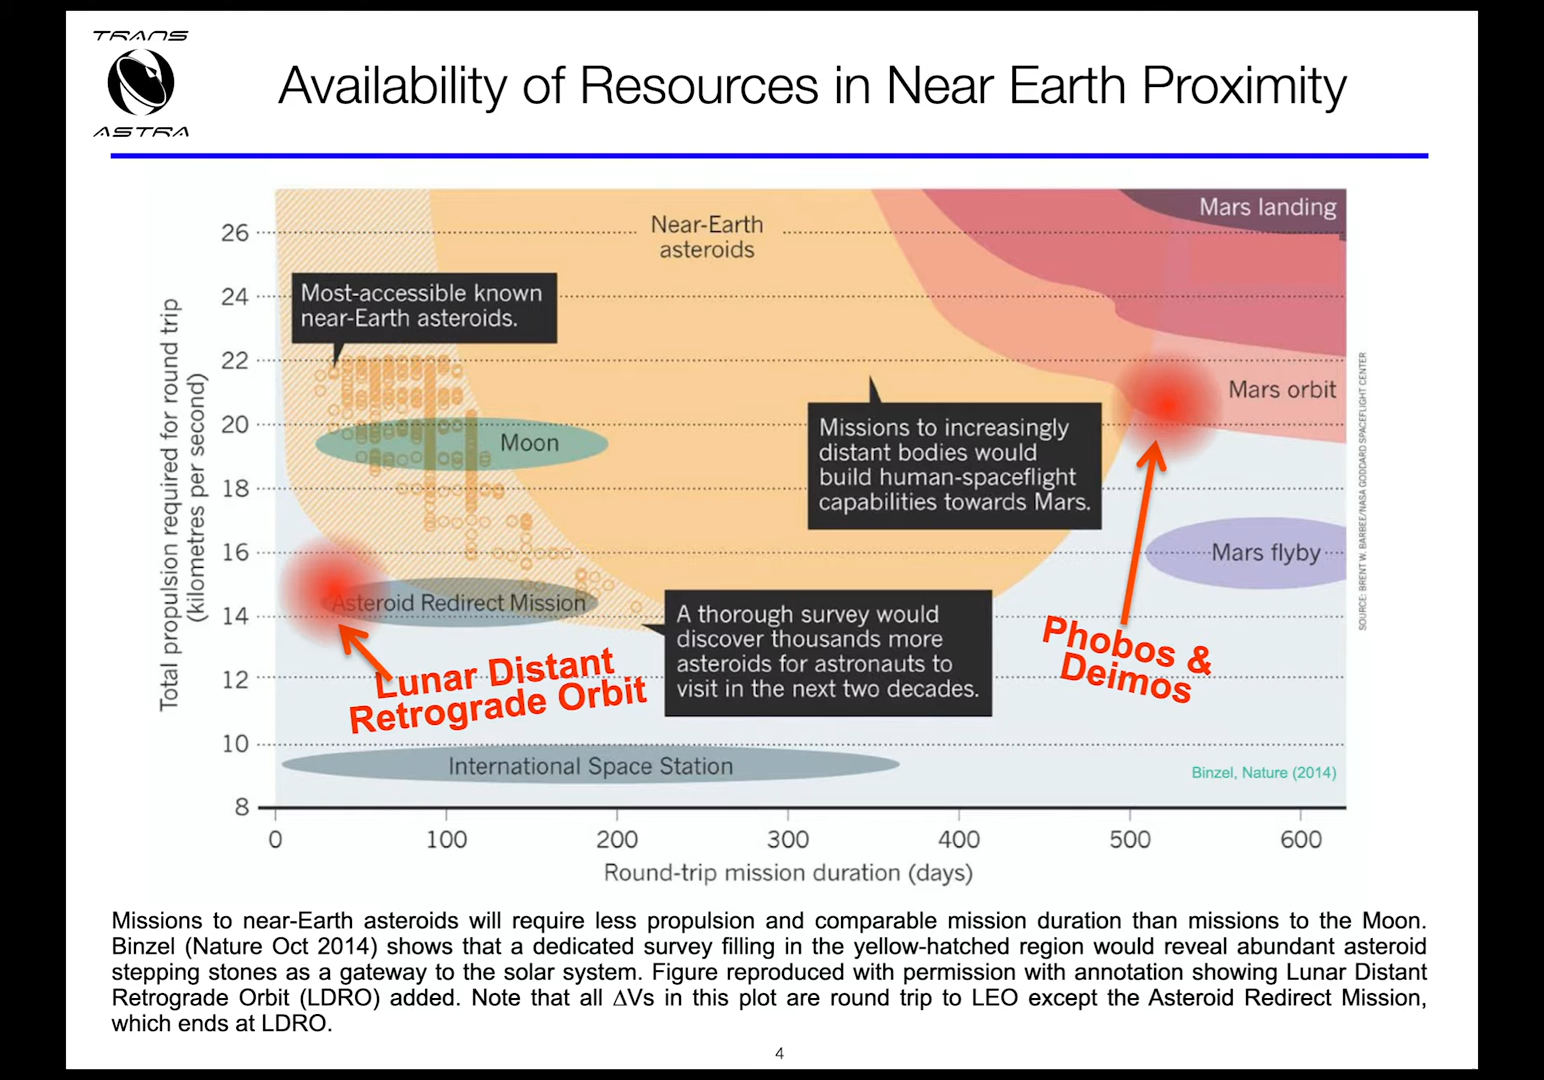 TRANS
ASTRA
Availability of Resources in Near Earth Proximity
Total propulsion required for round trip
(kilometres per second)
26
24
22
20
18
16
14
12
10
8
Near-Earth
asteroids
Mars landing
Most-accessible known
near-Earth asteroids.
Mars orbit
Moon
Missions to increasingly
distant bodies would
build human-spaceflight
capabilities towards Mars.
Mars flyby
Asteroid Redirect Mission
A thorough survey would
discover thousands more
asteroids for astronauts to
visit in the next two decades.
Phobos &
Deimos
Lunar Distant
Retrograde Orbit
International Space Station
Binzel, Nature (2014)
SOURCE: BRENT W. BARBEE/NASA GODDARD SPACEFLIGHT CENTER
0
100
200
300
400
500
600
Round-trip mission duration (days)
Missions to near-Earth asteroids will require less propulsion and comparable mission duration than missions to the Moon.
Binzel (Nature Oct 2014) shows that a dedicated survey filling in the yellow-hatched region would reveal abundant asteroid
stepping stones as a gateway to the solar system. Figure reproduced with permission with annotation showing Lunar Distant
Retrograde Orbit (LDRO) added. Note that all ΔVs in this plot are round trip to LEO except the Asteroid Redirect Mission,
which ends at LDRO.
4